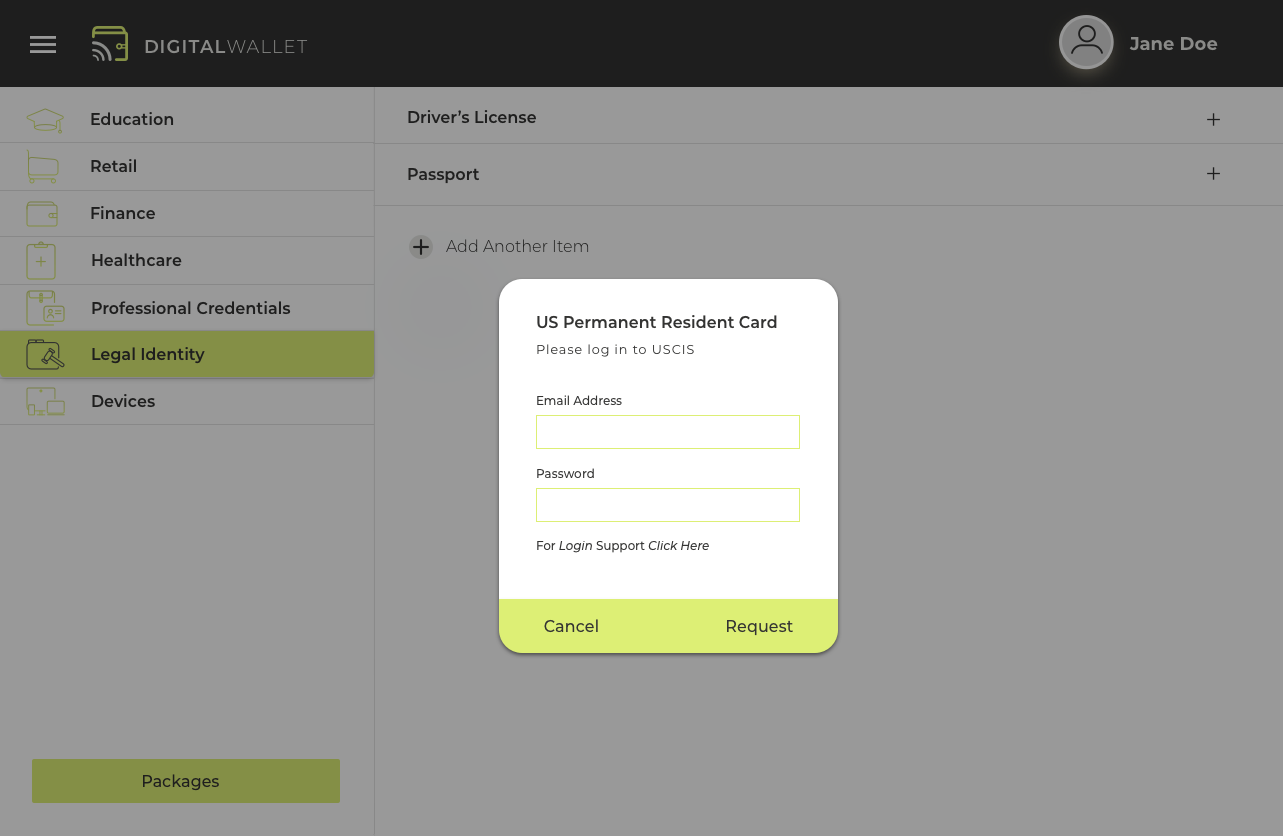 DIGITALWALLET
Jane Doe
Education
Retail
Finance
Healthcare
Professional Credentials
Legal Identity
Devices
Packages
Driver’s License
Passport
Add Another Item
US Permanent Resident Card
Please log in to USCIS
Email Address
Password
For Login Support Click Here
Cancel
Request